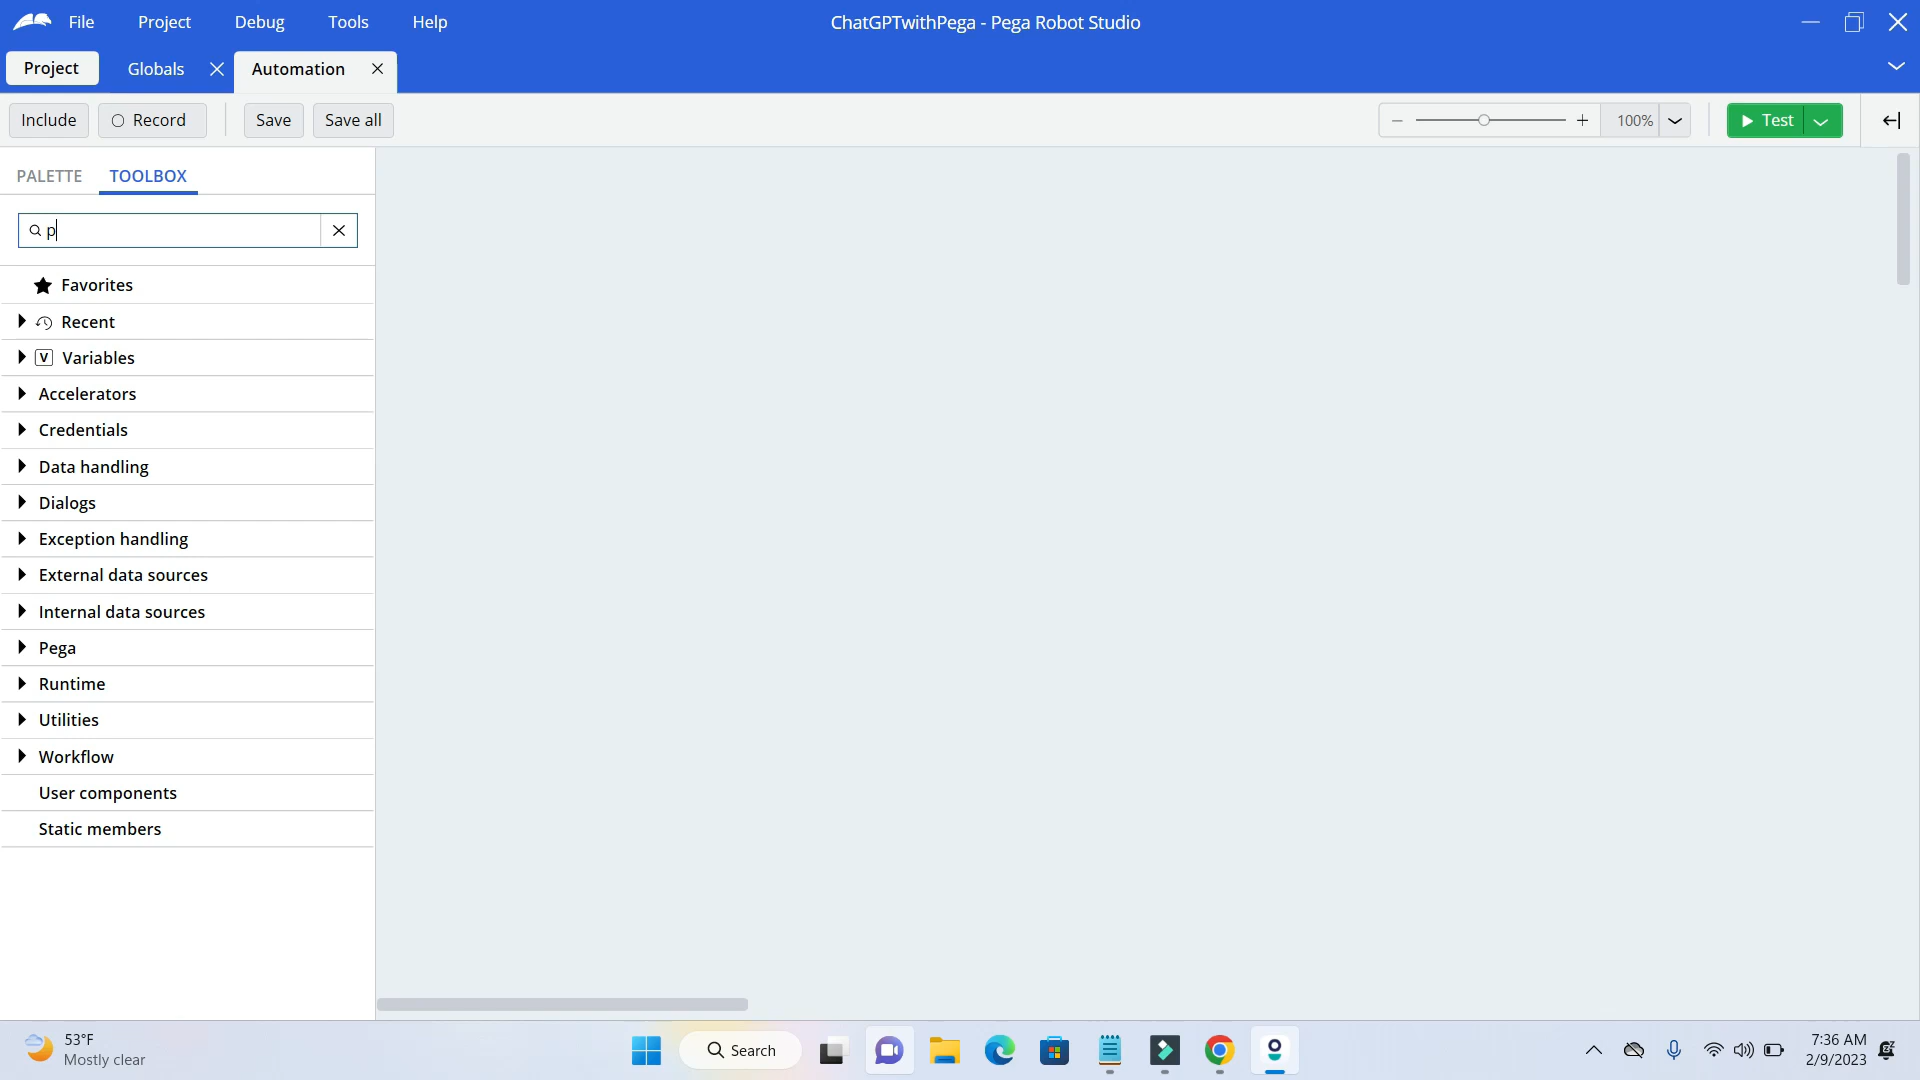 File Project Debug Tools Help ChatGPTwithPega - Pega Robot Studio
Project Globals Automation
Include Record Save Save all 100% Test
PALETTE TOOLBOX
p
Favorites
Recent
V Variables
Accelerators
Credentials
Data handling
Dialogs
Exception handling
External data sources
Internal data sources
Pega
Runtime
Utilities
Workflow
User components
Static members
53°F
Mostly clear
Search
7:36 AM
2/9/2023